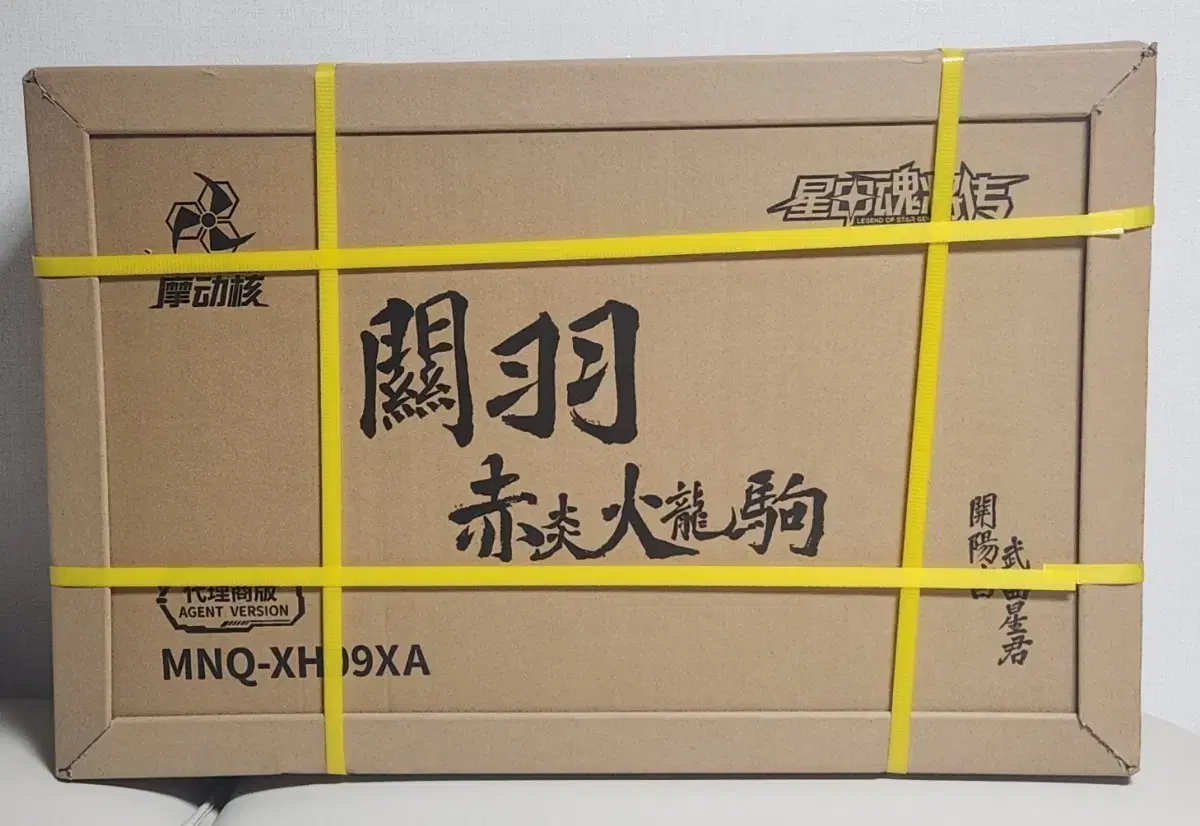 摩动核
星甲魂将传
LEGEND OF STAR GEN
關羽
赤炎火龍駒
開陽
武曲星君
代理商版
AGENT VERSION
MNQ-XH09XA